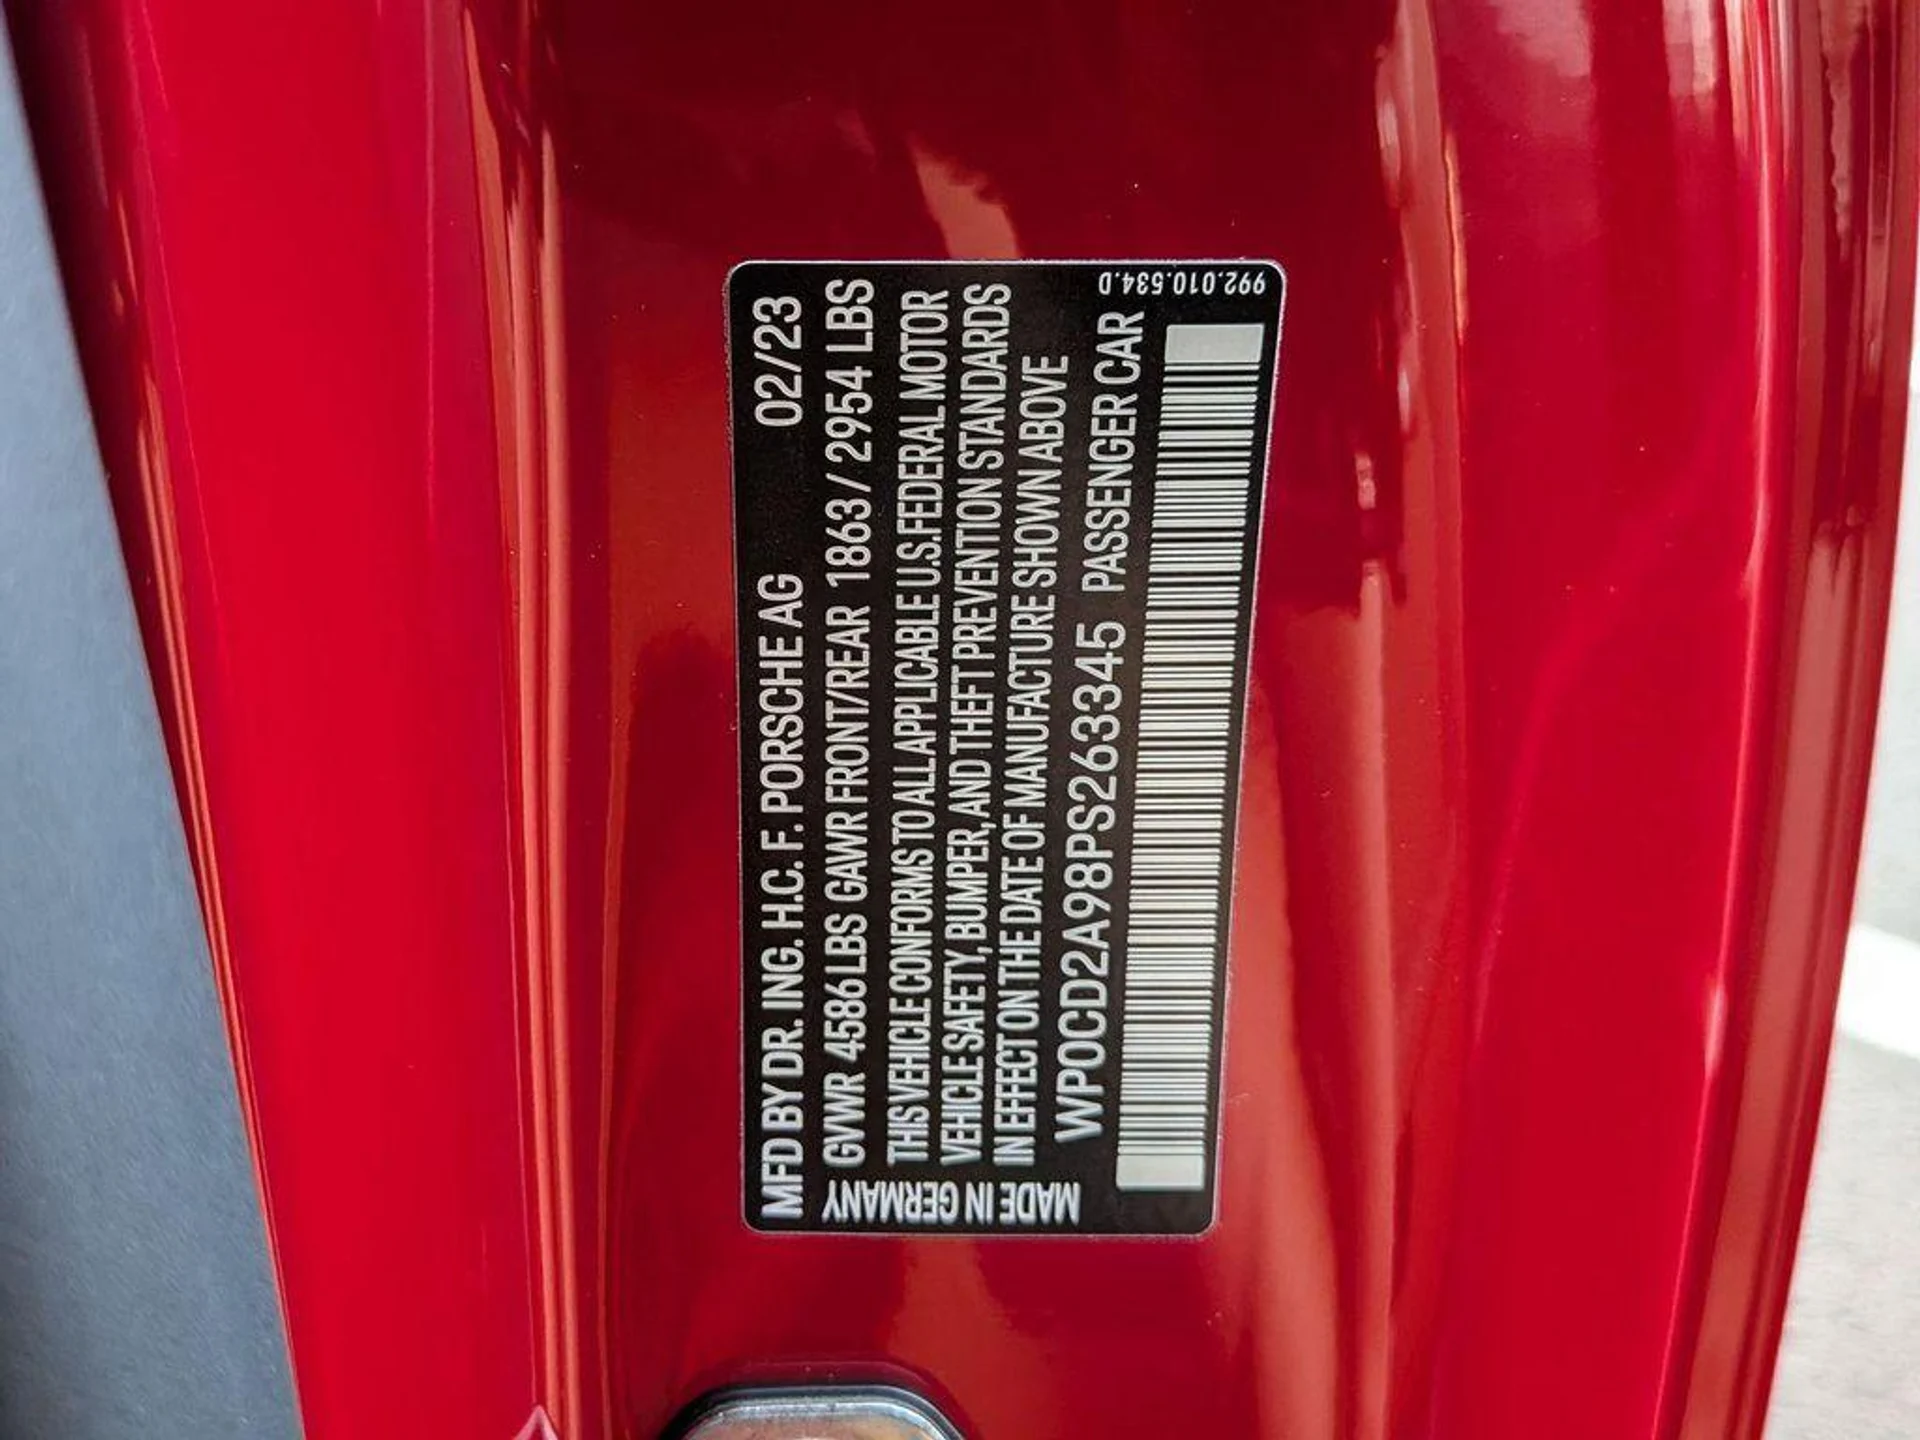 MFD BY DR. ING. H.C. F. PORSCHE AG 02/23
GVWR 4586 LBS GAWR FRONT/REAR 1863 / 2954 LBS
THIS VEHICLE CONFORMS TO ALL APPLICABLE U.S. FEDERAL MOTOR
VEHICLE SAFETY, BUMPER, AND THEFT PREVENTION STANDARDS
IN EFFECT ON THE DATE OF MANUFACTURE SHOWN ABOVE
WP0CD2A98PS263345 PASSENGER CAR
MADE IN GERMANY
992.010.534.D